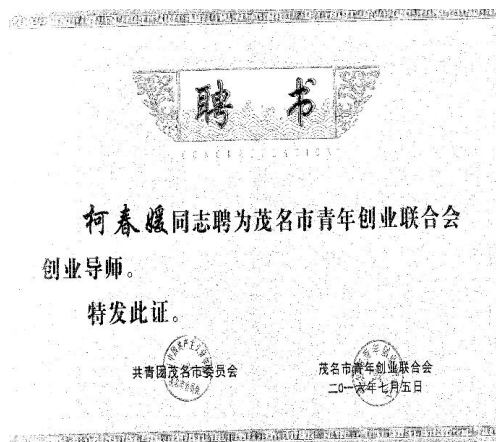 聘 书
柯春媛同志聘为茂名市青年创业联合会
创业导师。
特发此证。
共青团茂名市委员会
茂名市青年创业联合会
二〇一六年七月五日